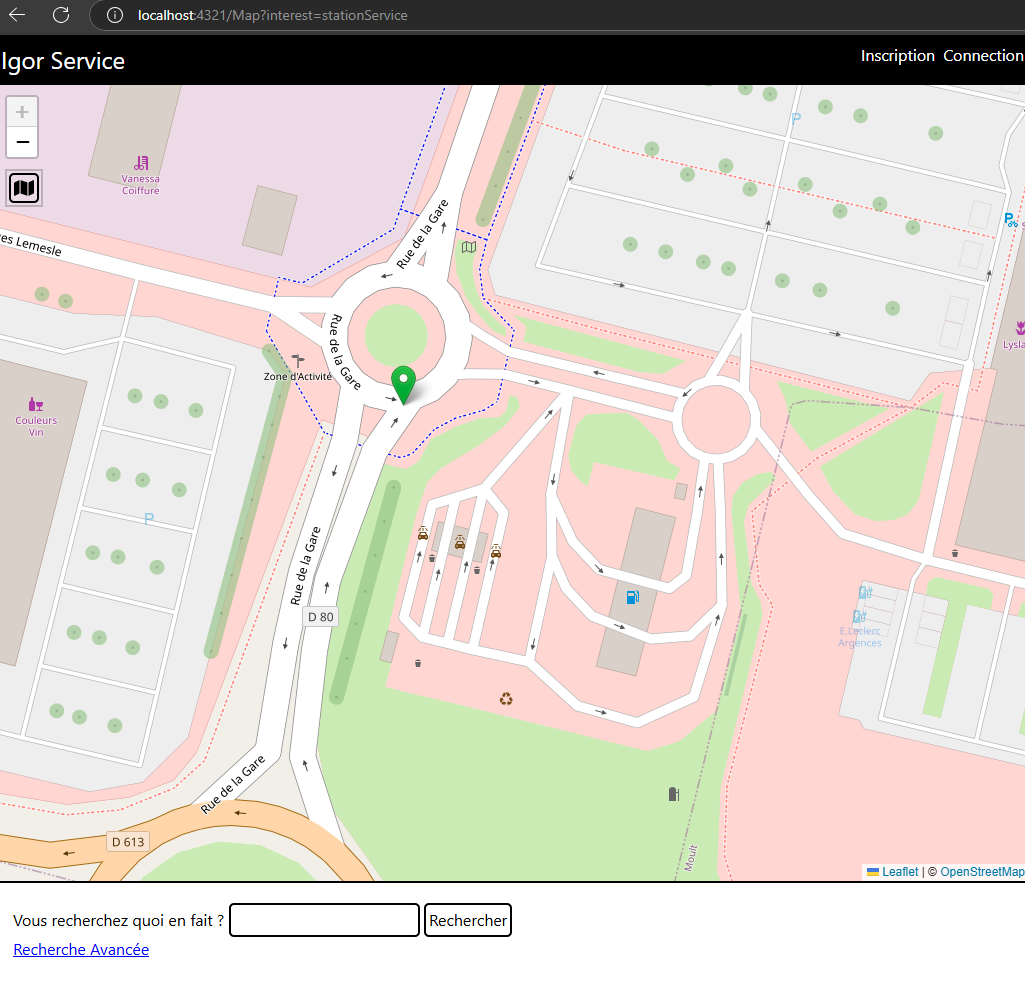 localhost:4321/Map?interest=stationService
Igor Service
Inscription Connection
+
−
Vanessa
Coiffure
Rue de la Gare
es Lemesle
P
P
Rue de la Gare
Zone d'Activité
Lysla
Couleurs
Vin
P
Rue de la Gare
D 80
E.Leclerc
Argences
Rue de la Gare
D 613
Moult
Leaflet | © OpenStreetMap
Vous recherchez quoi en fait ?
Rechercher
Recherche Avancée